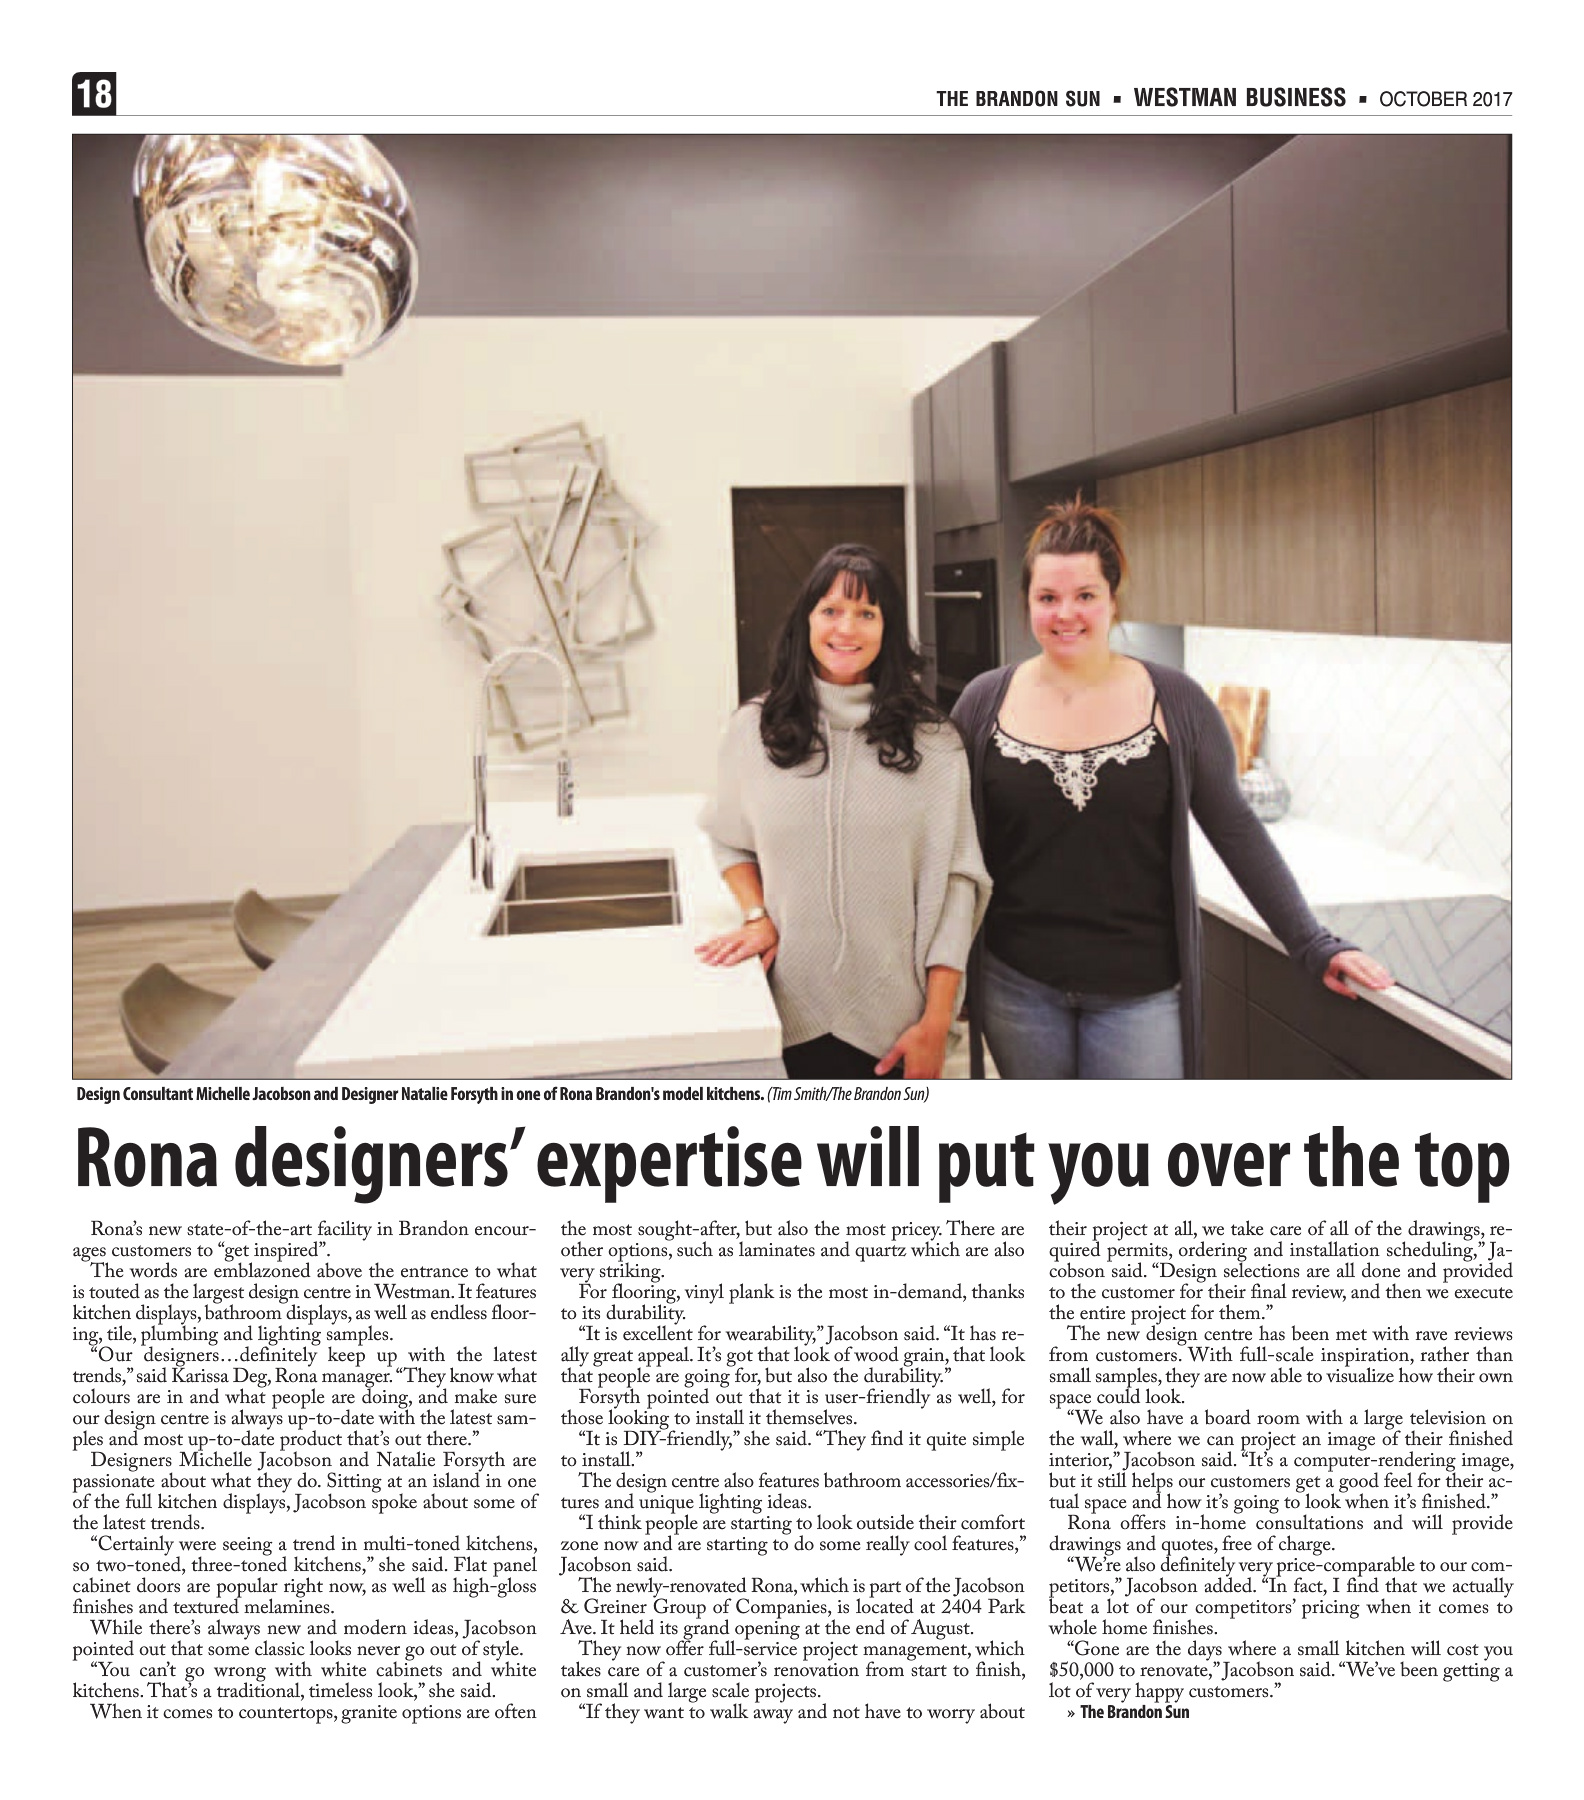 18
THE BRANDON SUN ▪ WESTMAN BUSINESS ▪ OCTOBER 2017
Design Consultant Michelle Jacobson and Designer Natalie Forsyth in one of Rona Brandon's model kitchens. (Tim Smith/The Brandon Sun)
Rona designers’ expertise will put you over the top
Rona’s new state-of-the-art facility in Brandon encour-
ages customers to “get inspired”.
The words are emblazoned above the entrance to what
is touted as the largest design centre in Westman. It features
kitchen displays, bathroom displays, as well as endless floor-
ing, tile, plumbing and lighting samples.
“Our designers…definitely keep up with the latest
trends,” said Karissa Deg, Rona manager. “They know what
colours are in and what people are doing, and make sure
our design centre is always up-to-date with the latest sam-
ples and most up-to-date product that’s out there.”
Designers Michelle Jacobson and Natalie Forsyth are
passionate about what they do. Sitting at an island in one
of the full kitchen displays, Jacobson spoke about some of
the latest trends.
“Certainly were seeing a trend in multi-toned kitchens,
so two-toned, three-toned kitchens,” she said. Flat panel
cabinet doors are popular right now, as well as high-gloss
finishes and textured melamines.
While there’s always new and modern ideas, Jacobson
pointed out that some classic looks never go out of style.
“You can’t go wrong with white cabinets and white
kitchens. That’s a traditional, timeless look,” she said.
When it comes to countertops, granite options are often
the most sought-after, but also the most pricey. There are
other options, such as laminates and quartz which are also
very striking.
For flooring, vinyl plank is the most in-demand, thanks
to its durability.
“It is excellent for wearability,” Jacobson said. “It has re-
ally great appeal. It’s got that look of wood grain, that look
that people are going for, but also the durability.”
Forsyth pointed out that it is user-friendly as well, for
those looking to install it themselves.
“It is DIY-friendly,” she said. “They find it quite simple
to install.”
The design centre also features bathroom accessories/fix-
tures and unique lighting ideas.
“I think people are starting to look outside their comfort
zone now and are starting to do some really cool features,”
Jacobson said.
The newly-renovated Rona, which is part of the Jacobson
& Greiner Group of Companies, is located at 2404 Park
Ave. It held its grand opening at the end of August.
They now offer full-service project management, which
takes care of a customer’s renovation from start to finish,
on small and large scale projects.
“If they want to walk away and not have to worry about
their project at all, we take care of all of the drawings, re-
quired permits, ordering and installation scheduling,” Ja-
cobson said. “Design selections are all done and provided
to the customer for their final review, and then we execute
the entire project for them.”
The new design centre has been met with rave reviews
from customers. With full-scale inspiration, rather than
small samples, they are now able to visualize how their own
space could look.
“We also have a board room with a large television on
the wall, where we can project an image of their finished
interior,” Jacobson said. “It’s a computer-rendering image,
but it still helps our customers get a good feel for their ac-
tual space and how it’s going to look when it’s finished.”
Rona offers in-home consultations and will provide
drawings and quotes, free of charge.
“We’re also definitely very price-comparable to our com-
petitors,” Jacobson added. “In fact, I find that we actually
beat a lot of our competitors’ pricing when it comes to
whole home finishes.
“Gone are the days where a small kitchen will cost you
$50,000 to renovate,” Jacobson said. “We’ve been getting a
lot of very happy customers.”
» The Brandon Sun